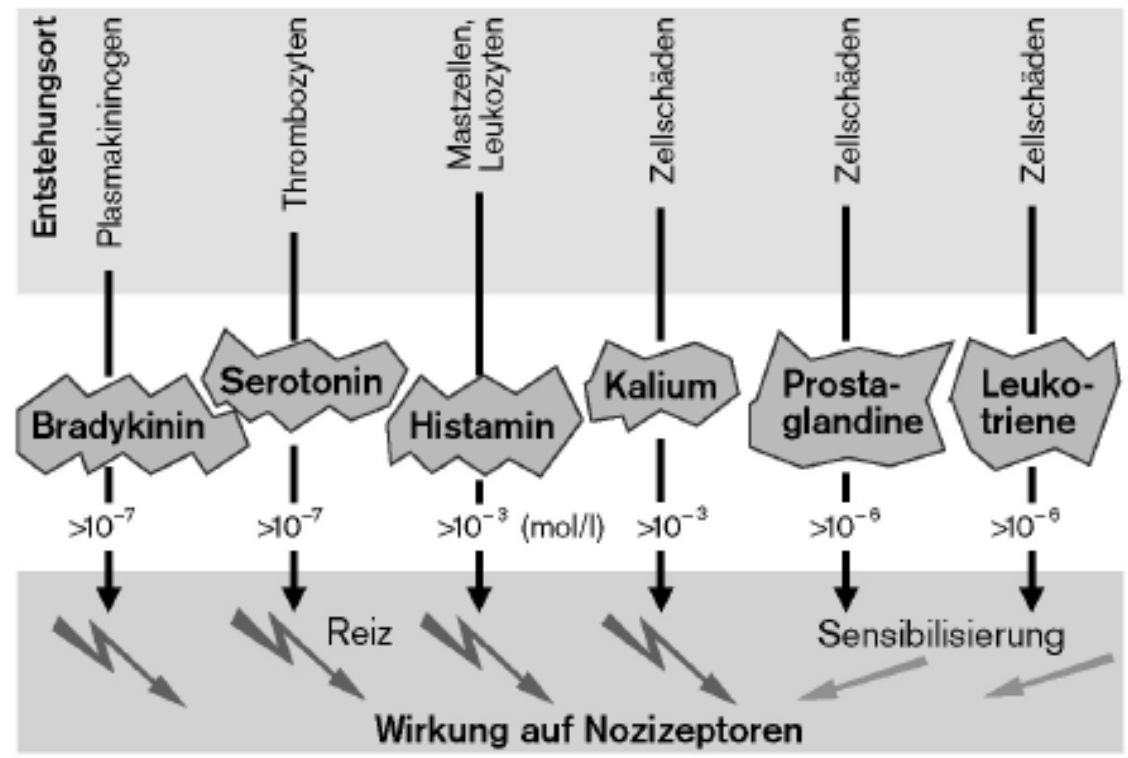 Entstehungsort
Plasmakininogen
Thrombozyten
Mastzellen,
Leukozyten
Zellschäden
Zellschäden
Zellschäden
Bradykinin
Serotonin
Histamin
Kalium
Prosta-
glandine
Leuko-
triene
>10⁻⁷
>10⁻⁷
>10⁻³ (mol/l)
>10⁻³
>10⁻⁶
>10⁻⁶
Reiz
Sensibilisierung
Wirkung auf Nozizeptoren